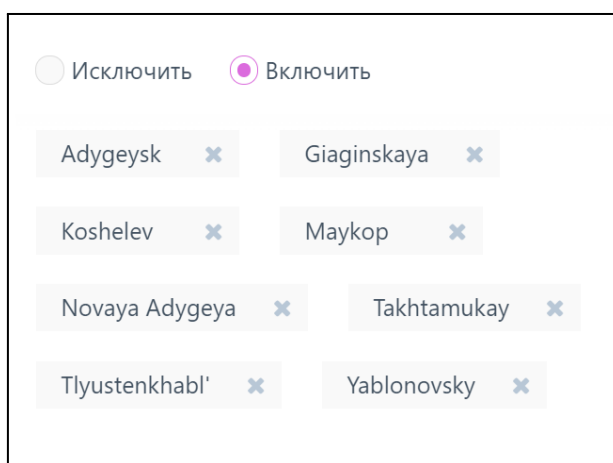 Исключить Включить
Adygeysk Giaginskaya
Koshelev Maykop
Novaya Adygeya Takhtamukay
Tlyustenkhabl' Yablonovsky